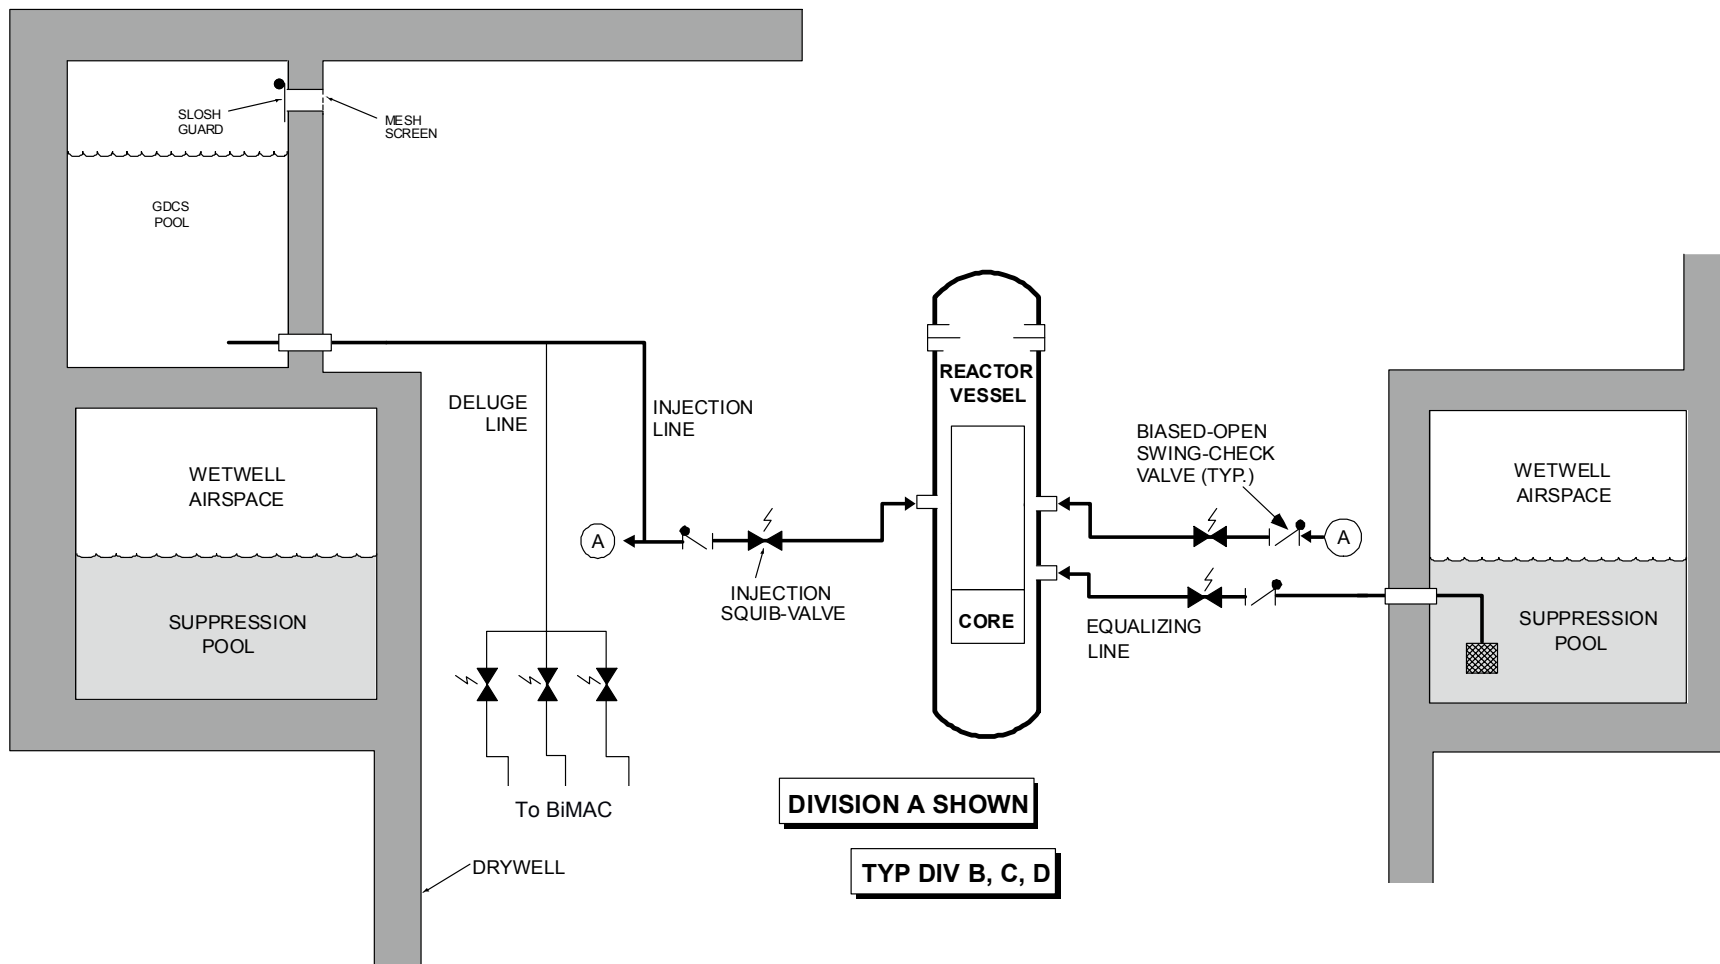 SLOSH
GUARD
MESH
SCREEN
GDCS
POOL
DELUGE
LINE
INJECTION
LINE
REACTOR
VESSEL
BIASED-OPEN
SWING-CHECK
VALVE (TYP.)
WETWELL
AIRSPACE
WETWELL
AIRSPACE
A
A
INJECTION
SQUIB-VALVE
CORE
EQUALIZING
LINE
SUPPRESSION
POOL
SUPPRESSION
POOL
To BiMAC
DIVISION A SHOWN
TYP DIV B, C, D
DRYWELL